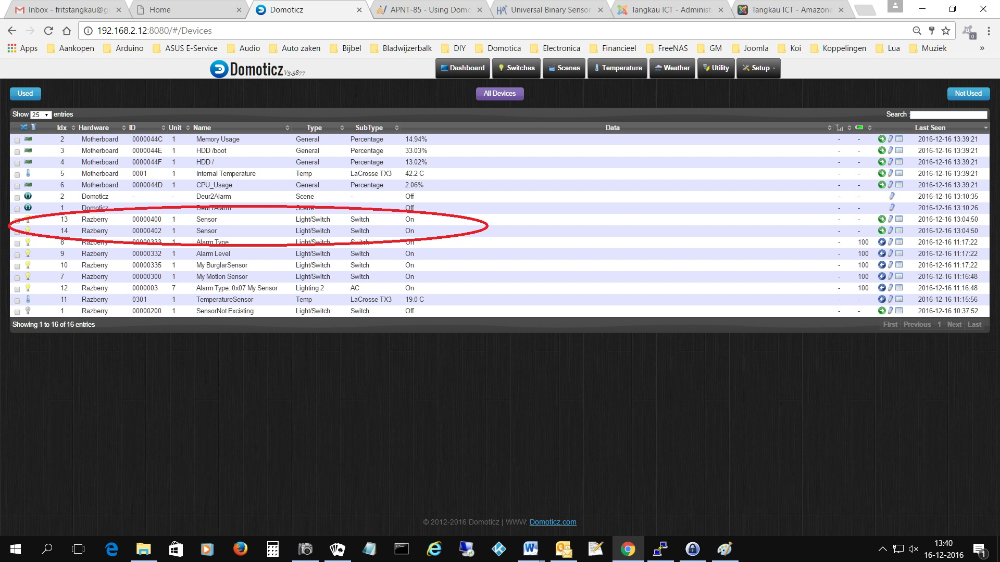 Inbox - fritstangkau@g
Home
Domoticz
APNT-85 - Using Domo
Universal Binary Sensor
Tangkau ICT - Administ
Tangkau ICT - Amazone
192.168.2.12:8080/#/Devices
0
Apps Aankopen Arduino ASUS E-Service Audio Auto zaken Bijbel Bladwijzerbalk DIY Domotica Electronica Financieel FreeNAS GM Joomla Koi Koppelingen Lua Muziek »
Domoticz V3.5877
Dashboard Switches Scenes Temperature Weather Utility Setup
Used All Devices Not Used
Show 25 entries Search :
Idx Hardware ID Unit Name Type SubType Data Last Seen
2 Motherboard 0000044C 1 Memory Usage General Percentage 14.94% - - 2016-12-16 13:39:21
3 Motherboard 0000044E 1 HDD /boot General Percentage 33.03% - - 2016-12-16 13:39:21
4 Motherboard 0000044F 1 HDD / General Percentage 13.02% - - 2016-12-16 13:39:21
5 Motherboard 0001 1 Internal Temperature Temp LaCrosse TX3 42.2 C - - 2016-12-16 13:39:21
6 Motherboard 0000044D 1 CPU_Usage General Percentage 2.06% - - 2016-12-16 13:39:21
2 Domoticz - - Deur2Alarm Scene - Off - - 2016-12-16 13:10:35
1 Domoticz Deur1Alarm Scene Off - - 2016-12-16 13:10:26
13 Razberry 00000400 1 Sensor Light/Switch Switch On - - 2016-12-16 13:04:50
14 Razberry 00000402 1 Sensor Light/Switch Switch On - - 2016-12-16 13:04:50
8 Razberry 00000333 1 Alarm Type Light/Switch Switch On - 100 2016-12-16 11:17:22
9 Razberry 00000332 1 Alarm Level Light/Switch Switch On - 100 2016-12-16 11:17:22
10 Razberry 00000335 1 My BurglarSensor Light/Switch Switch On - 100 2016-12-16 11:17:22
7 Razberry 00000300 1 My Motion Sensor Light/Switch Switch On - 100 2016-12-16 11:16:48
12 Razberry 0000003 7 Alarm Type: 0x07 My Sensor Lighting 2 AC On - 100 2016-12-16 11:16:48
11 Razberry 0301 1 TemperatureSensor Temp LaCrosse TX3 19.0 C - - 2016-12-16 11:15:56
1 Razberry 00000200 1 SensorNot Excisting Light/Switch Switch Off - - 2016-12-16 10:37:52
Showing 1 to 16 of 16 entries First Previous 1 Next Last
© 2012-2016 Domoticz | WWW: Domoticz.com
13:40
16-12-2016
1